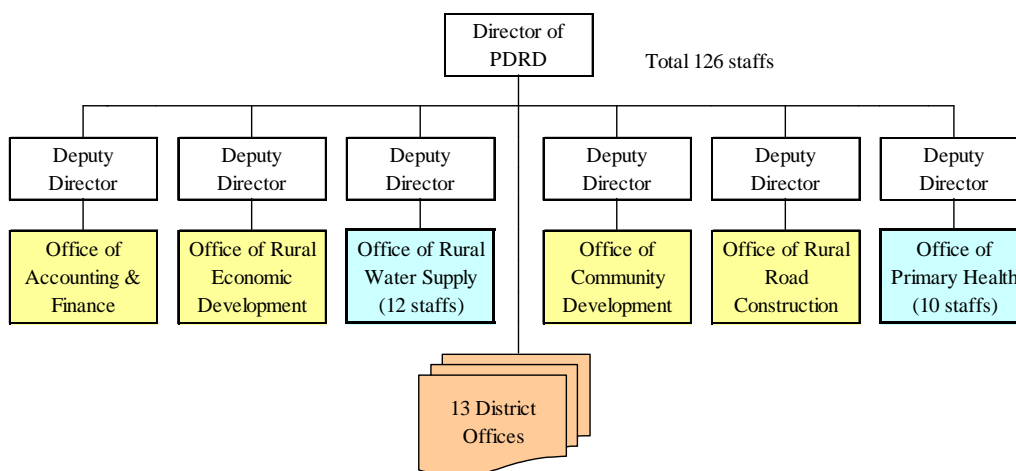 Director of
PDRD
Total 126 staffs
Deputy
Director
Deputy
Director
Deputy
Director
Deputy
Director
Deputy
Director
Deputy
Director
Office of
Accounting &
Finance
Office of Rural
Economic
Development
Office of Rural
Water Supply
(12 staffs)
Office of
Community
Development
Office of Rural
Road
Construction
Office of
Primary Health
(10 staffs)
13 District
Offices